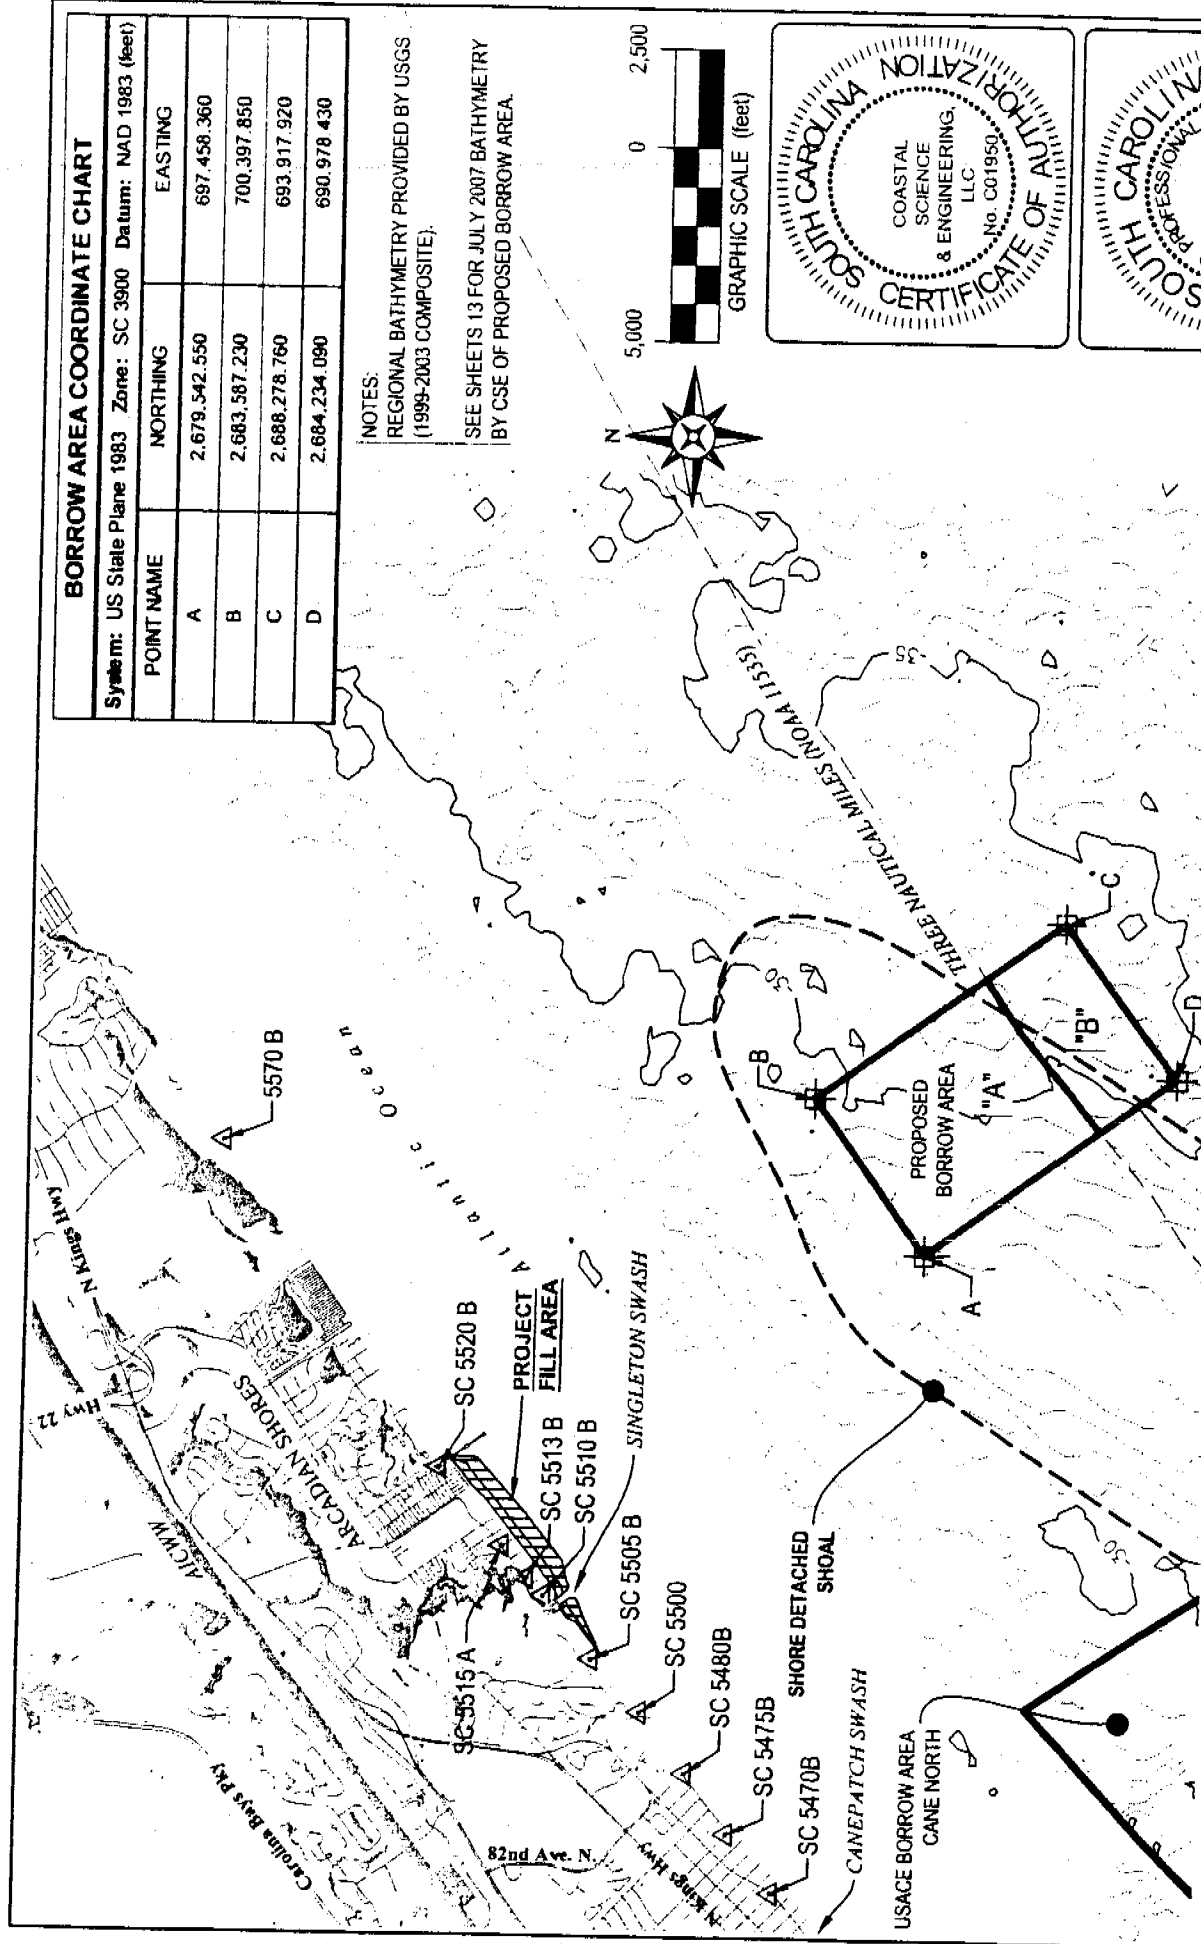 BORROW AREA COORDINATE CHART
System: US State Plane 1983 Zone: SC 3900 Datum: NAD 1983 (feet)
POINT NAME NORTHING EASTING
A 2,679,542.550 697,458.360
B 2,683,587.230 700,397.850
C 2,688,278.760 693,917.920
D 2,684,234.090 690,978.430
NOTES:
REGIONAL BATHYMETRY PROVIDED BY USGS
(1999-2003 COMPOSITE).
SEE SHEETS 13 FOR JULY 2007 BATHYMETRY
BY CSE OF PROPOSED BORROW AREA.
N
5,000 0 2,500
GRAPHIC SCALE (feet)
SOUTH CAROLINA
CERTIFICATE OF AUTHORIZATION
COASTAL
SCIENCE
& ENGINEERING,
LLC
No. C01950
SOUTH CAROLIN
PROFESSIONAL
Hwy 22
N Kings Hwy
AICWW
ARCADIAN SHORES
Carolina Bays Pky
82nd Ave. N.
N Kings Hwy
5570 B
Atlantic Ocean
SC 5520 B
PROJECT
FILL AREA
SC 5515 A
SC 5513 B
SC 5510 B
SINGLETON SWASH
SC 5505 B
SC 5500
SC 5480B
SC 5475B
SC 5470B
CANEPATCH SWASH
SHORE DETACHED
SHOAL
USACE BORROW AREA
CANE NORTH
THREE NAUTICAL MILES (NOAA 11535)
-35
-30
-30
PROPOSED
BORROW AREA
"A"
"B"
A
B
C
D